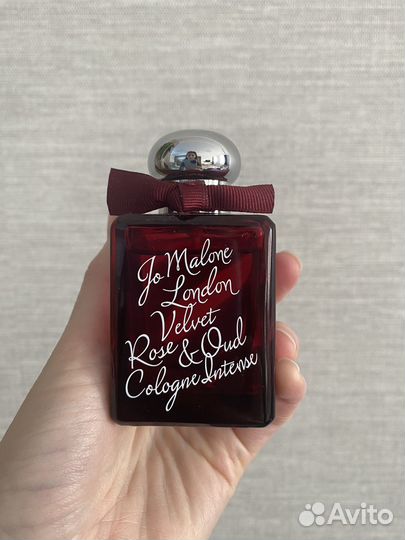 Jo Malone
London
Velvet
Rose & Oud
Cologne Intense
Avito